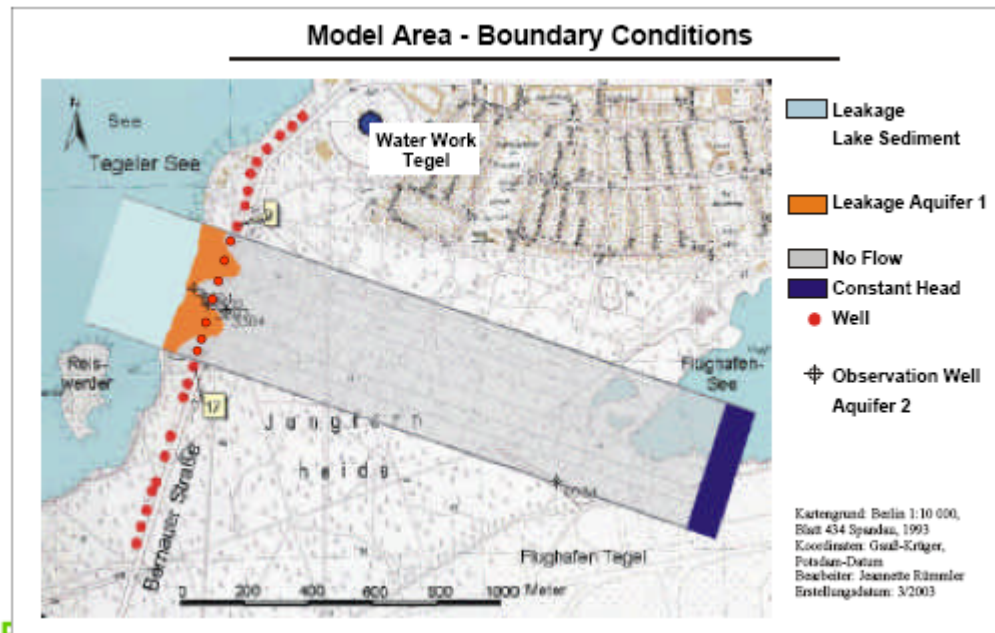 Model Area - Boundary Conditions
See
Tegeler See
Water Work
Tegel
9
Reis-
werder
17
Jungfern
heide
Bernauer Straße
Flughafen-
See
Flughafen Tegel
0 200 400 600 800 1000 Meter
Leakage
Lake Sediment
Leakage Aquifer 1
No Flow
Constant Head
Well
Observation Well
Aquifer 2
Kartengrund: Berlin 1:10 000,
Blatt 434 Spandau, 1993
Koordinaten: Gauß-Krüger,
Potsdam-Datum
Bearbeiter: Jeannette Rümmler
Erstellungsdatum: 3/2003